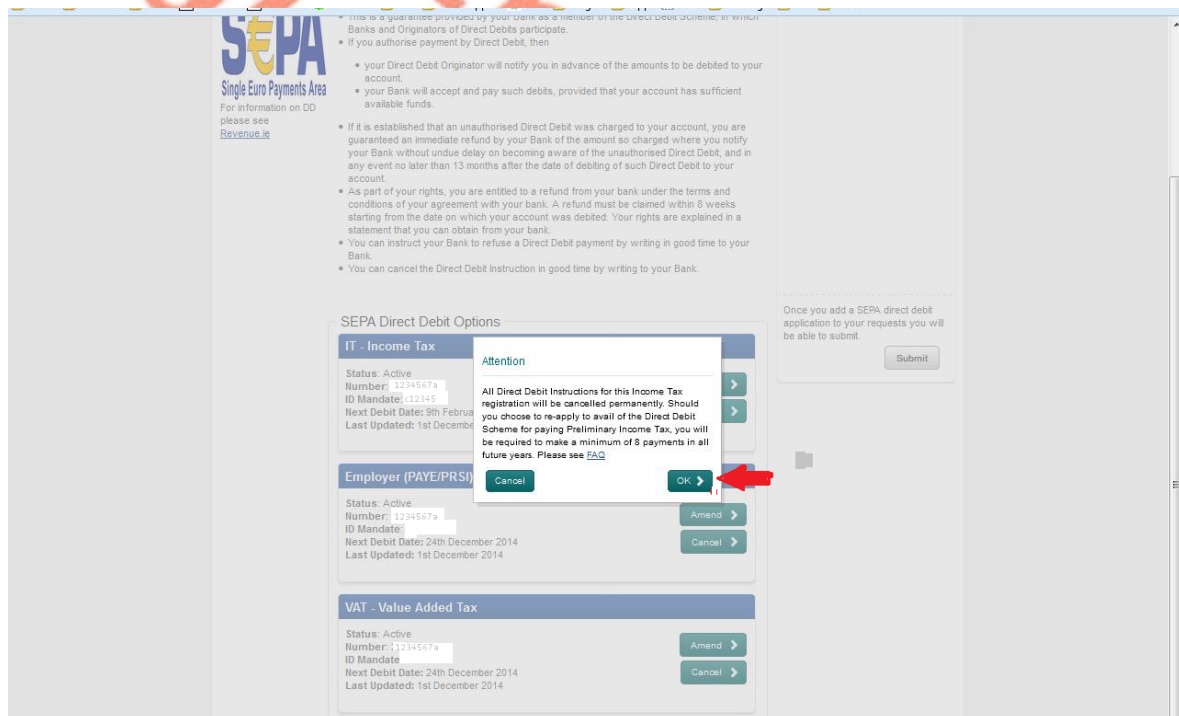 • This is a guarantee provided by your Bank as a member of the Direct Debit Scheme, in which
Banks and Originators of Direct Debits participate.
• If you authorise payment by Direct Debit, then
• your Direct Debit Originator will notify you in advance of the amounts to be debited to your
account.
• your Bank will accept and pay such debits, provided that your account has sufficient
available funds.
• If it is established that an unauthorised Direct Debit was charged to your account, you are
guaranteed an immediate refund by your Bank of the amount so charged where you notify
your Bank without undue delay on becoming aware of the unauthorised Direct Debit, and in
any event no later than 13 months after the date of debiting of such Direct Debit to your
account.
• As part of your rights, you are entitled to a refund from your bank under the terms and
conditions of your agreement with your bank. A refund must be claimed within 8 weeks
starting from the date on which your account was debited. Your rights are explained in a
statement that you can obtain from your bank.
• You can instruct your Bank to refuse a Direct Debit payment by writing in good time to your
Bank.
• You can cancel the Direct Debit Instruction in good time by writing to your Bank.
S€PA
Single Euro Payments Area
For information on DD
please see
Revenue.ie
Once you add a SEPA direct debit
application to your requests you will
be able to submit.
Submit
SEPA Direct Debit Options
IT - Income Tax
Status: Active
Number: 1234567a
ID Mandate: c12345
Next Debit Date: 9th Februa
Last Updated: 1st Decembe
Attention
All Direct Debit Instructions for this Income Tax
registration will be cancelled permanently. Should
you choose to re-apply to avail of the Direct Debit
Scheme for paying Preliminary Income Tax, you will
be required to make a minimum of 8 payments in all
future years. Please see FAQ
Cancel
OK
Employer (PAYE/PRSI)
Status: Active
Number: 1234567a
ID Mandate:
Next Debit Date: 24th December 2014
Last Updated: 1st December 2014
Amend
Cancel
VAT - Value Added Tax
Status: Active
Number: 1234567a
ID Mandate
Next Debit Date: 24th December 2014
Last Updated: 1st December 2014
Amend
Cancel